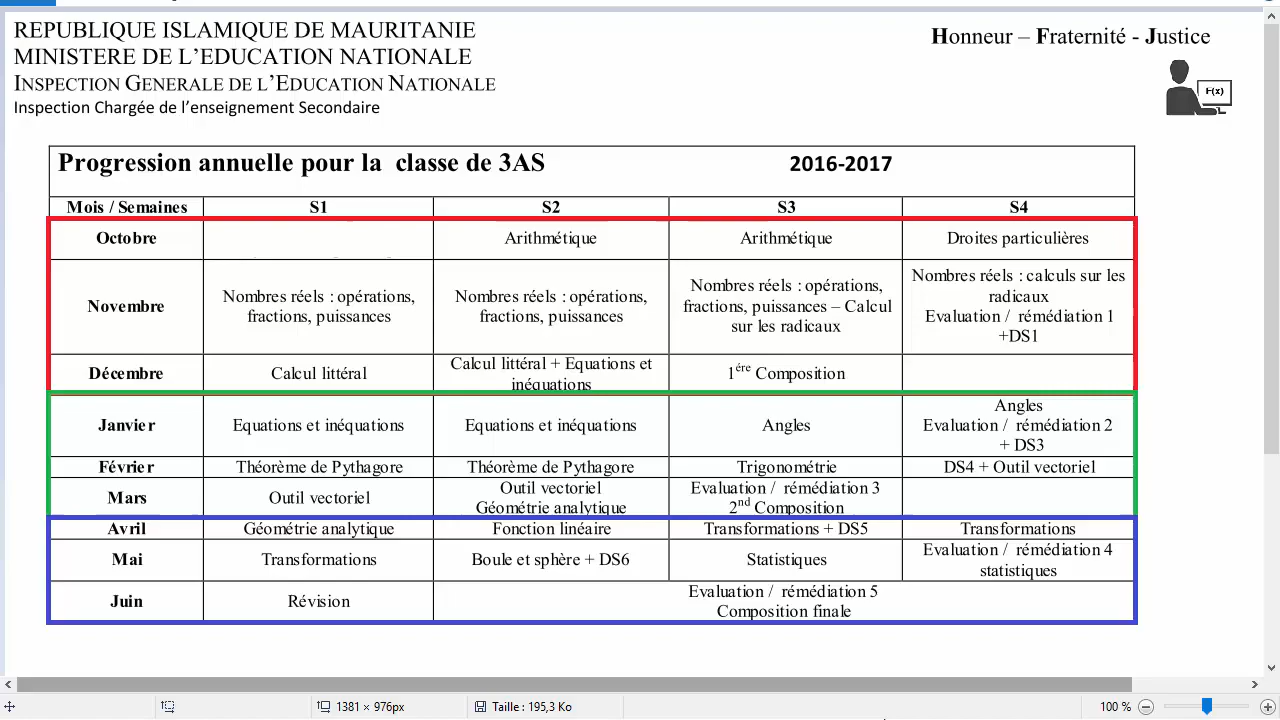 REPUBLIQUE ISLAMIQUE DE MAURITANIE
MINISTERE DE L'EDUCATION NATIONALE
INSPECTION GENERALE DE L'EDUCATION NATIONALE
Inspection Chargée de l'enseignement Secondaire
Honneur – Fraternité - Justice
F(x)
Progression annuelle pour la classe de 3AS 2016-2017
Mois / Semaines S1 S2 S3 S4
Octobre Arithmétique Arithmétique Droites particulières
Novembre
Nombres réels : opérations,
fractions, puissances
Nombres réels : opérations,
fractions, puissances
Nombres réels : opérations,
fractions, puissances – Calcul
sur les radicaux
Nombres réels : calculs sur les
radicaux
Evaluation / rémédiation 1
+DS1
Décembre
Calcul littéral
Calcul littéral + Equations et
inéquations
1ére Composition
Janvier
Equations et inéquations
Equations et inéquations
Angles
Angles
Evaluation / rémédiation 2
+ DS3
Février Théorème de Pythagore Théorème de Pythagore Trigonométrie DS4 + Outil vectoriel
Mars
Outil vectoriel
Outil vectoriel
Géométrie analytique
Evaluation / rémédiation 3
2nd Composition
Avril Géométrie analytique Fonction linéaire Transformations + DS5 Transformations
Mai
Transformations
Boule et sphère + DS6
Statistiques
Evaluation / rémédiation 4
statistiques
Juin
Révision
Evaluation / rémédiation 5
Composition finale
1381 × 976px
Taille : 195,3 Ko
100 %